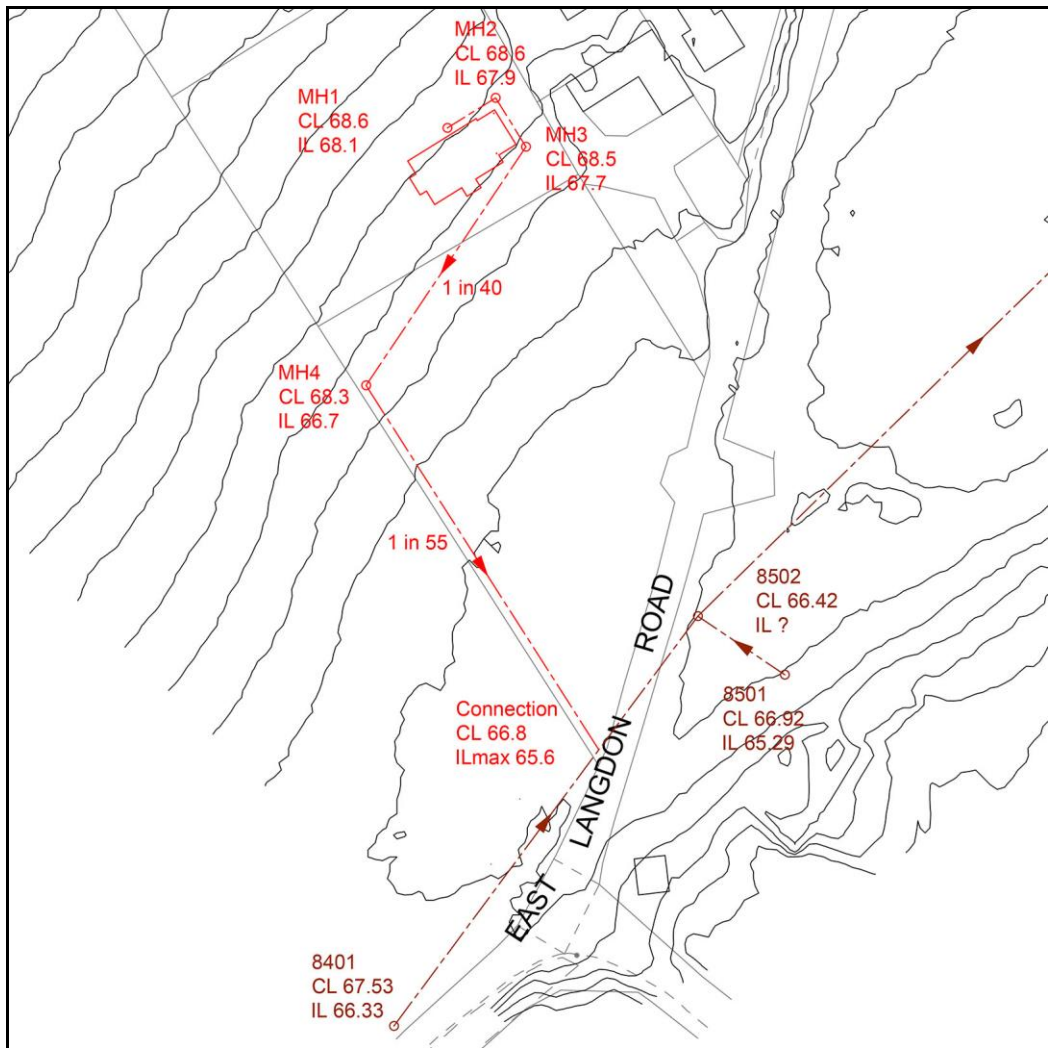 MH2
CL 68.6
IL 67.9
MH1
CL 68.6
IL 68.1
MH3
CL 68.5
IL 67.7
1 in 40
MH4
CL 68.3
IL 66.7
1 in 55
8502
CL 66.42
IL ?
8501
CL 66.92
IL 65.29
Connection
CL 66.8
ILmax 65.6
EAST LANGDON ROAD
8401
CL 67.53
IL 66.33